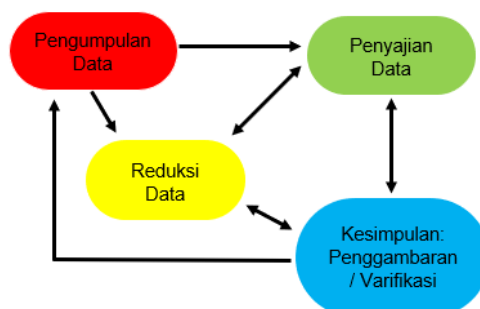 Pengumpulan
Data
Penyajian
Data
Reduksi
Data
Kesimpulan:
Penggambaran
/ Varifikasi